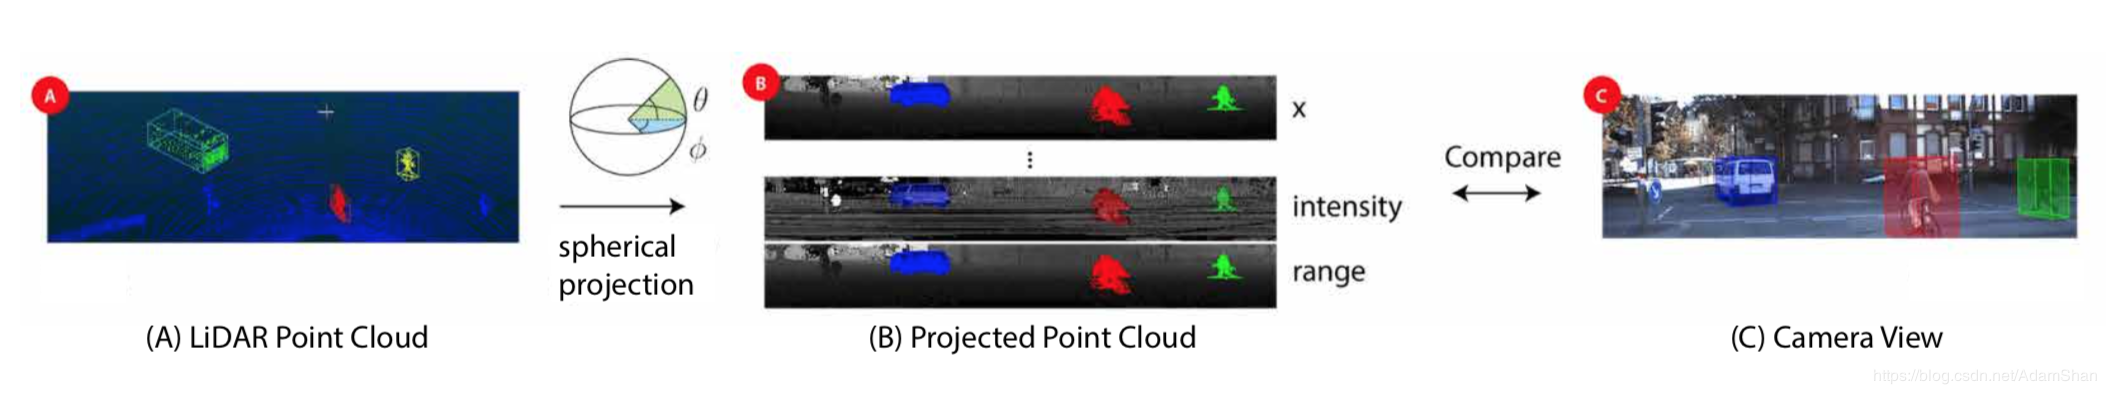 A
θ
ϕ
spherical
projection
(A) LiDAR Point Cloud
B
x
⋮
intensity
range
(B) Projected Point Cloud
Compare
C
(C) Camera View
https://blog.csdn.net/AdamShan